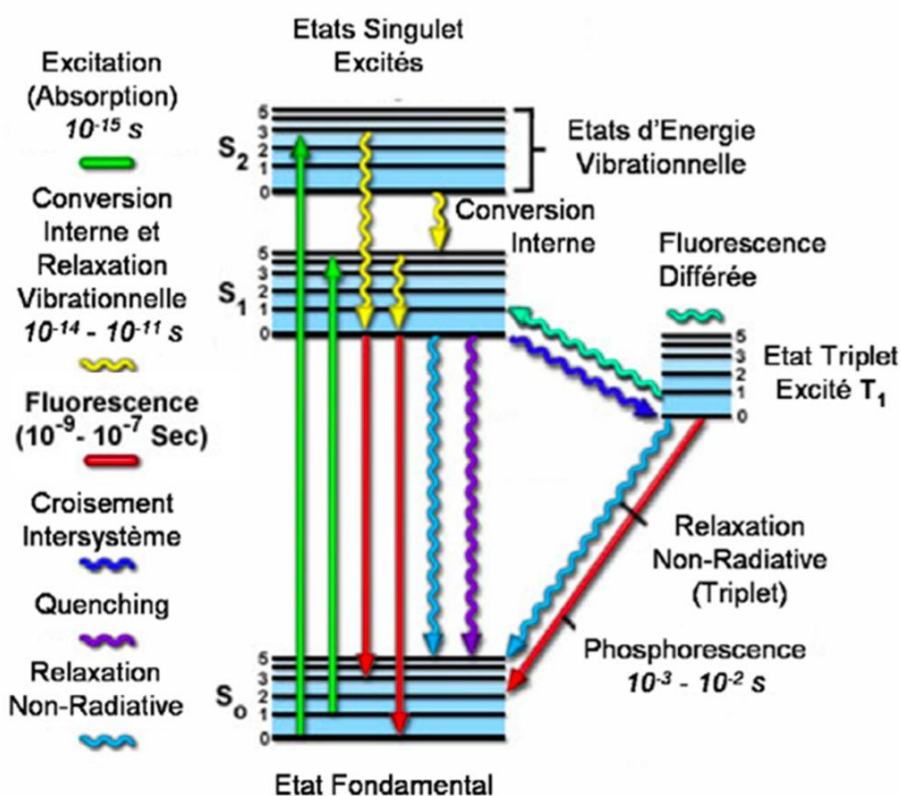 Etats Singulet
Excités
Excitation
(Absorption)
10⁻¹⁵ s
Conversion
Interne et
Relaxation
Vibrationnelle
10⁻¹⁴ - 10⁻¹¹ s
Fluorescence
(10⁻⁹- 10⁻⁷ Sec)
Croisement
Intersystème
Quenching
Relaxation
Non-Radiative
S₂
5
3
2
1
0
Etats d'Energie
Vibrationnelle
Conversion
Interne
S₁
5
3
2
1
0
Fluorescence
Différée
5
3
2
1
0
Etat Triplet
Excité T₁
Relaxation
Non-Radiative
(Triplet)
Phosphorescence
10⁻³ - 10⁻² s
Sₒ
5
3
2
1
0
Etat Fondamental